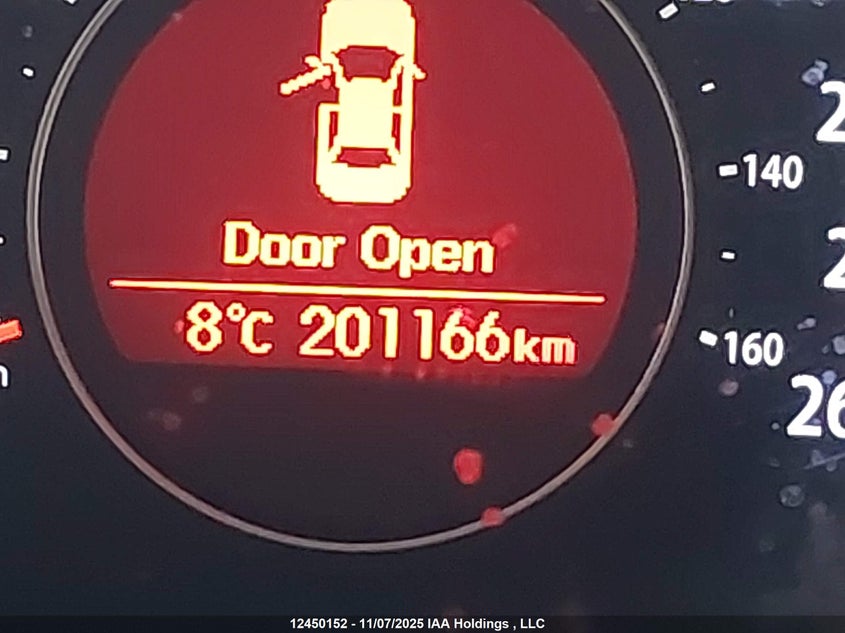 Door Open
8°C 201166km
140
160
12450152 - 11/07/2025 IAA Holdings , LLC